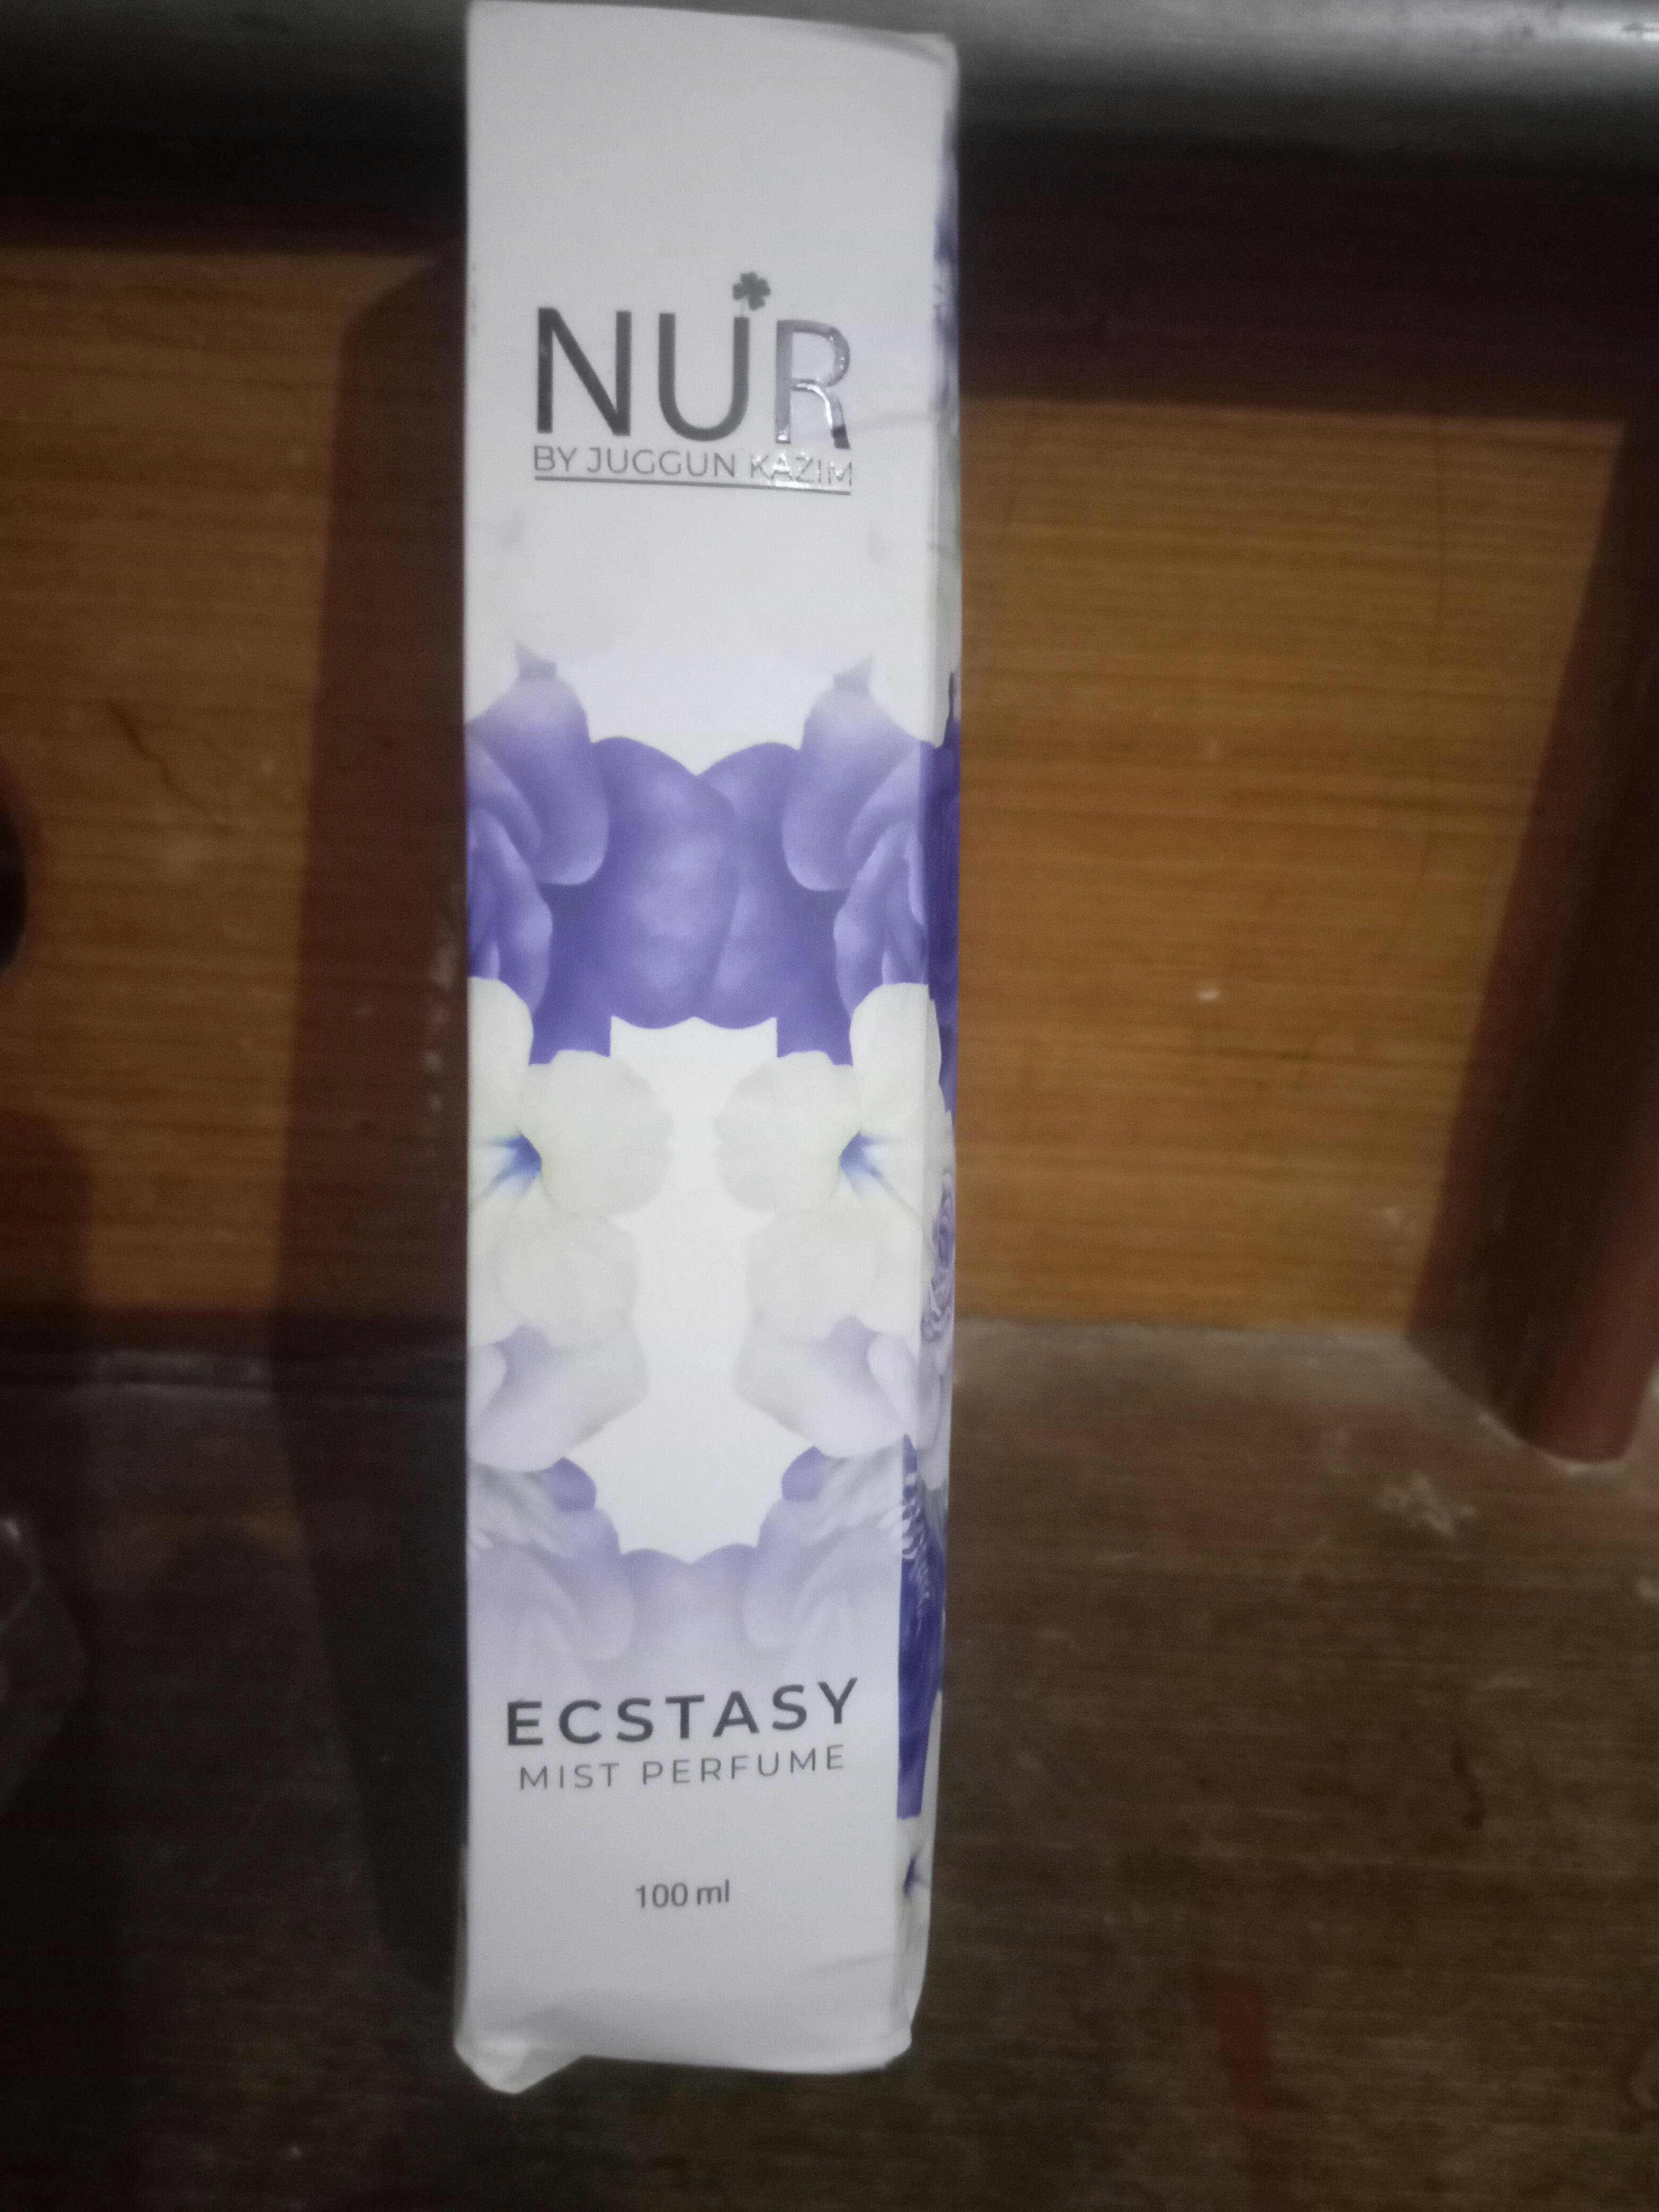 NUR
BY JUGGUN KAZIM
ECSTASY
MIST PERFUME
100 ml